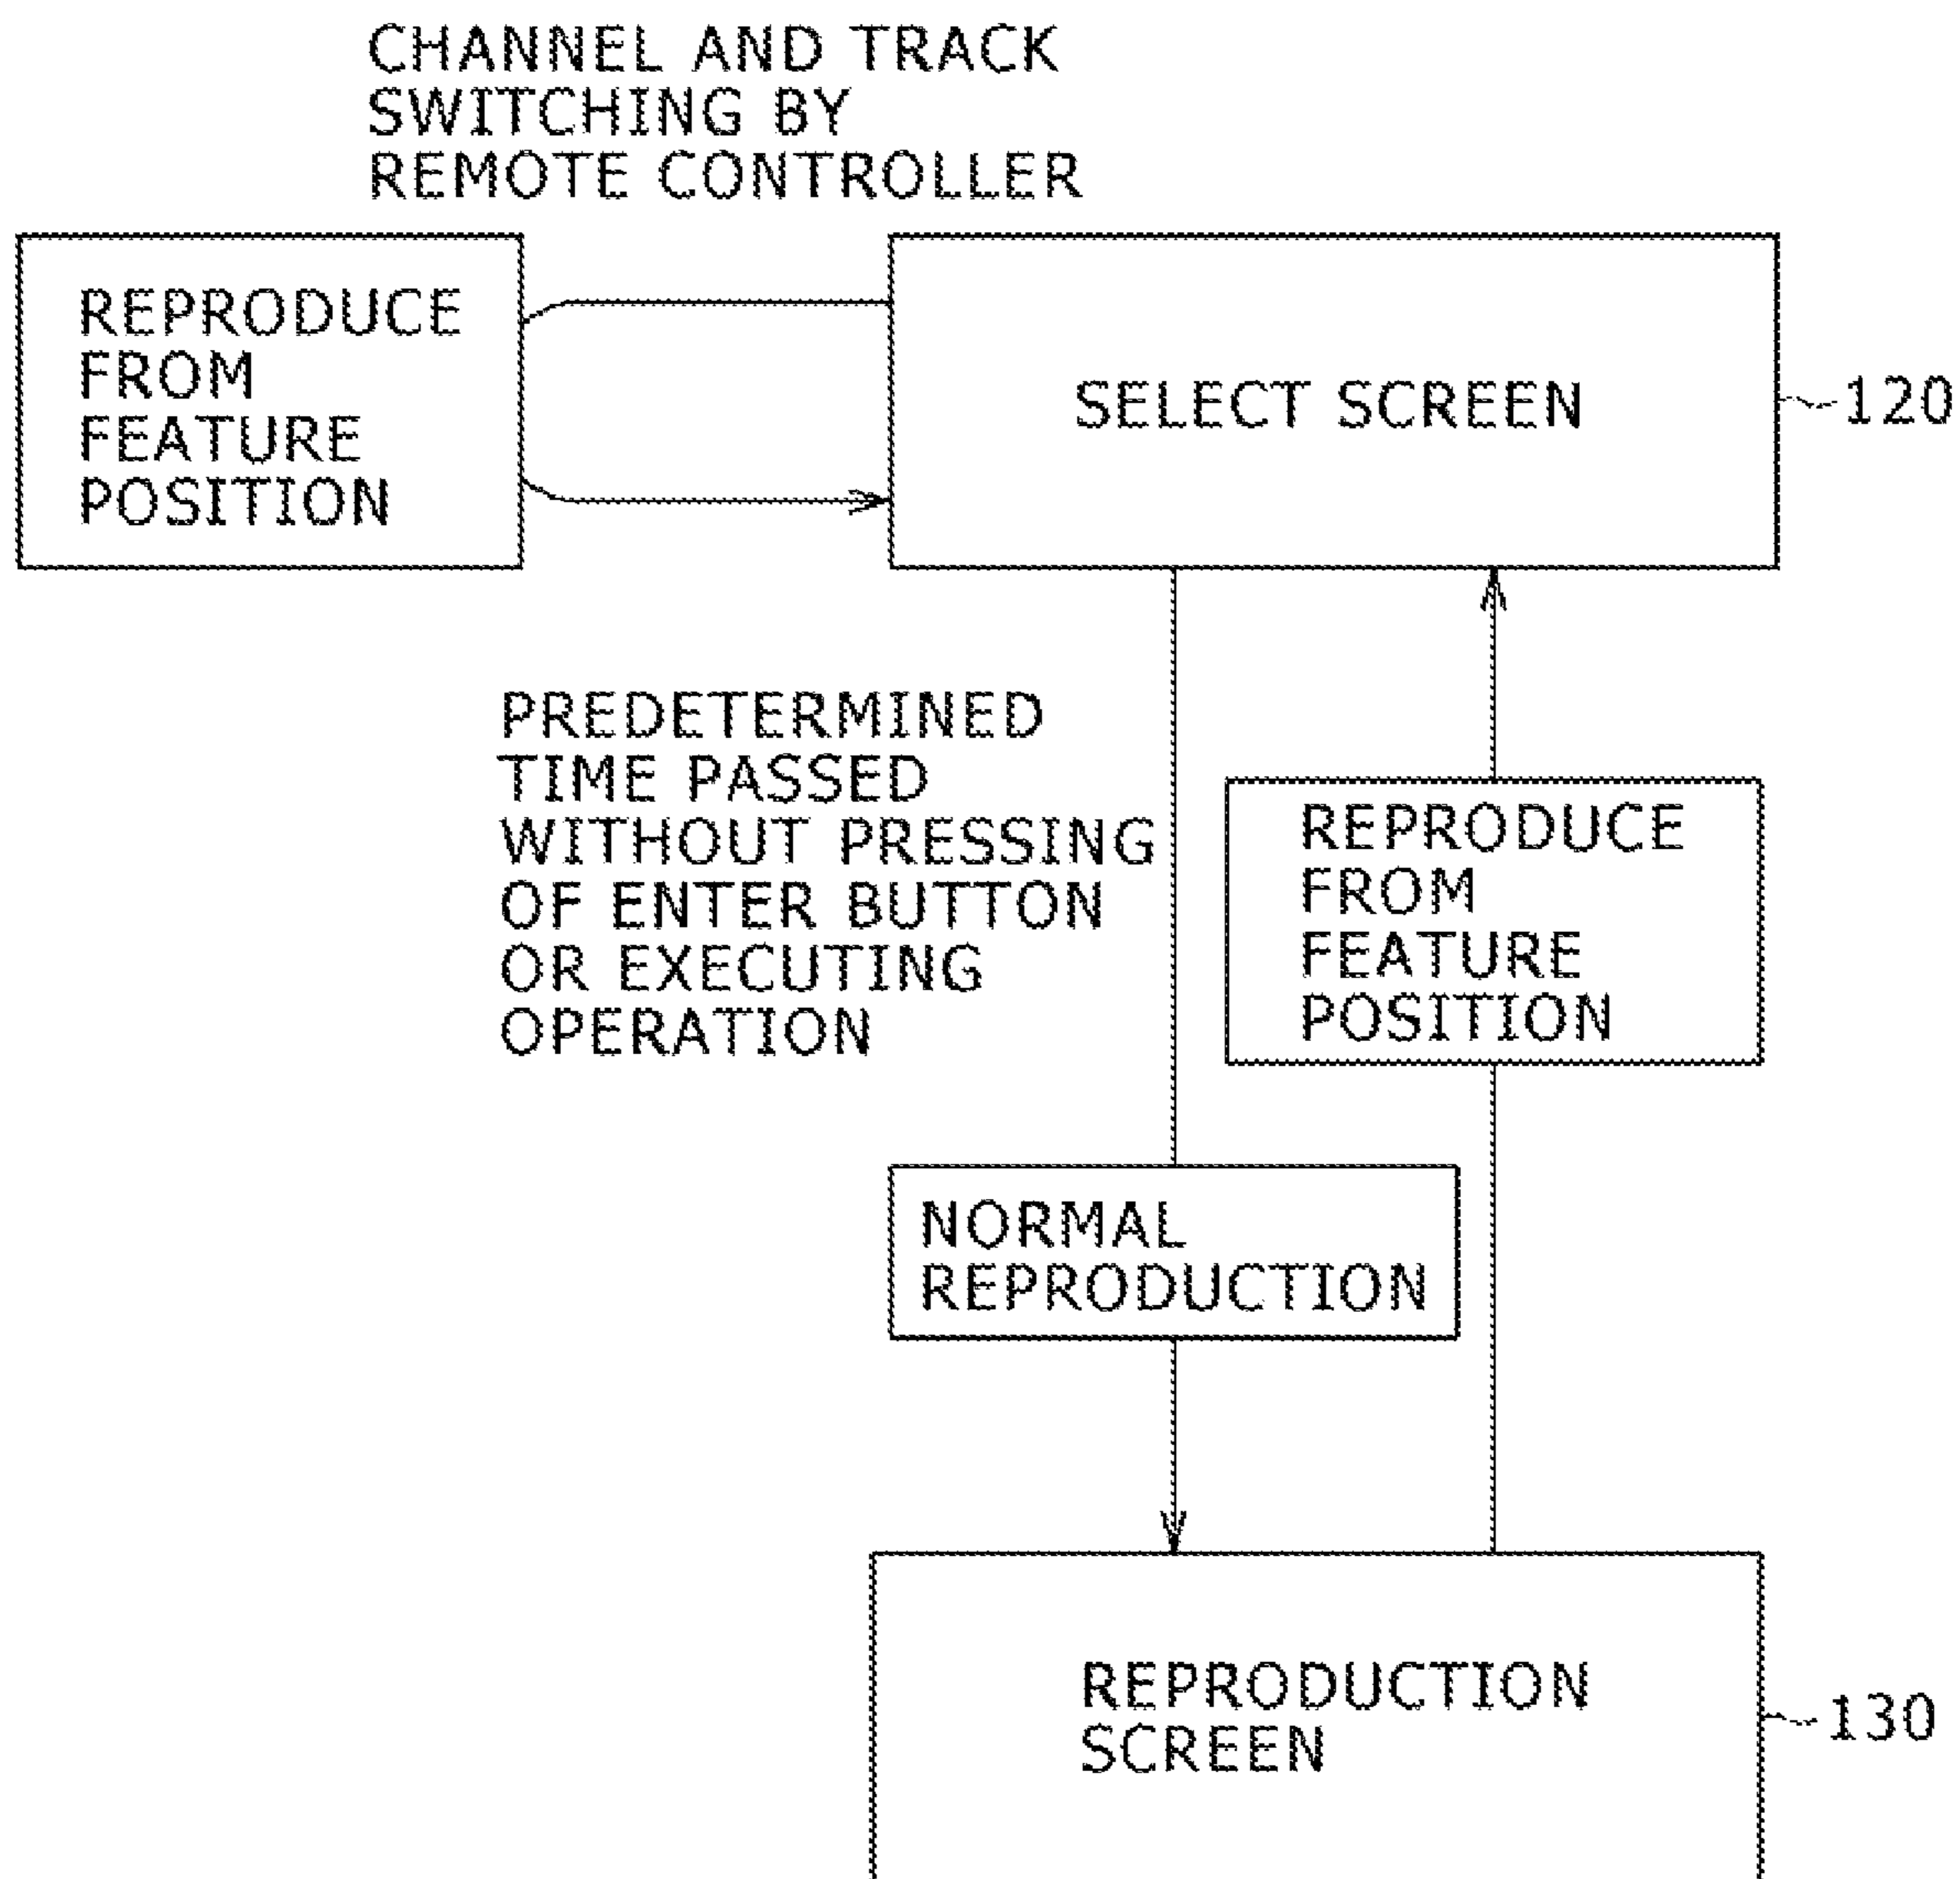 CHANNEL AND TRACK
SWITCHING BY
REMOTE CONTROLLER
REPRODUCE
FROM
FEATURE
POSITION
SELECT SCREEN
120
PREDETERMINED
TIME PASSED
WITHOUT PRESSING
OF ENTER BUTTON
OR EXECUTING
OPERATION
REPRODUCE
FROM
FEATURE
POSITION
NORMAL
REPRODUCTION
REPRODUCTION
SCREEN
130